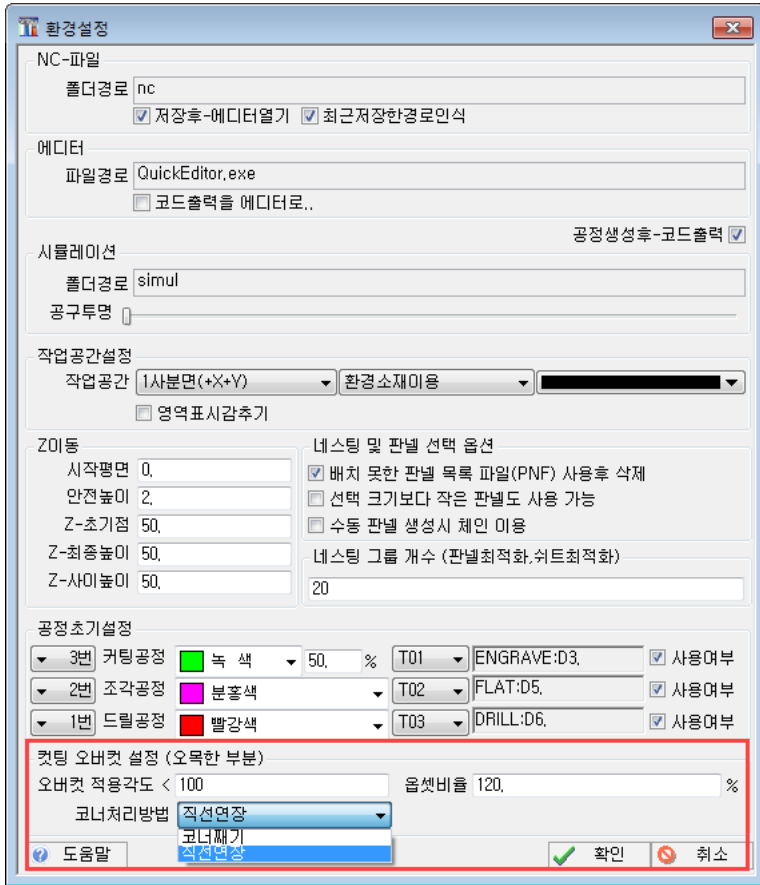 환경설정
NC-파일
폴더경로 nc
저장후-에디터열기 최근저장한경로인식
에디터
파일경로 QuickEditor.exe
코드출력을 에디터로..
공정생성후-코드출력
시뮬레이션
폴더경로 simul
공구투명
작업공간설정
작업공간 1사분면(+X+Y) 환경소재이용
영역표시감추기
Z이동
시작평면 0.
안전높이 2.
Z-초기점 50.
Z-최종높이 50.
Z-사이높이 50.
네스팅 및 판넬 선택 옵션
배치 못한 판넬 목록 파일(PNF) 사용후 삭제
선택 크기보다 작은 판넬도 사용 가능
수동 판넬 생성시 체인 이용
네스팅 그룹 개수 (판넬최적화,쉬트최적화)
20
공정초기설정
3번 커팅공정 녹 색 50. % T01 ENGRAVE:D3. 사용여부
2번 조각공정 분홍색 T02 FLAT:D5. 사용여부
1번 드릴공정 빨강색 T03 DRILL:D6. 사용여부
컷팅 오버컷 설정 (오목한 부분)
오버컷 적용각도 < 100 옵셋비율 120. %
코너처리방법 직선연장
코너째기
직선연장
도움말 확인 취소